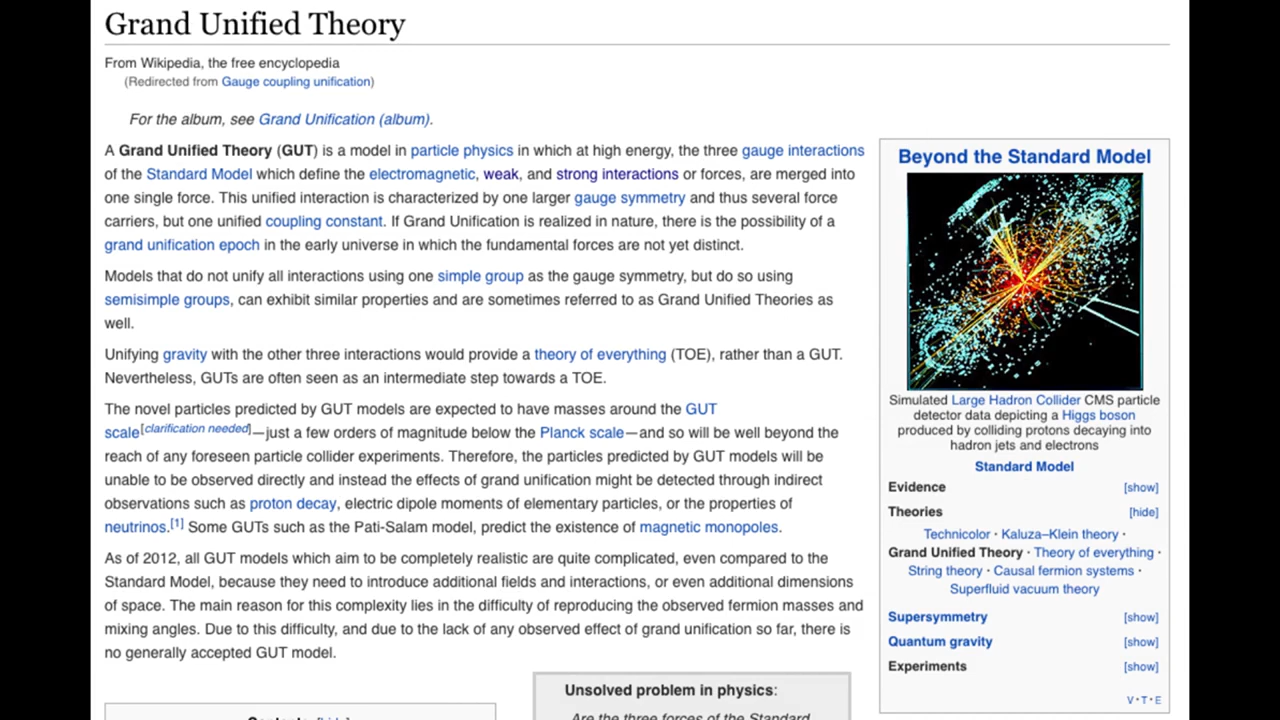 Grand Unified Theory
From Wikipedia, the free encyclopedia
(Redirected from Gauge coupling unification)
For the album, see Grand Unification (album).
A Grand Unified Theory (GUT) is a model in particle physics in which at high energy, the three gauge interactions
of the Standard Model which define the electromagnetic, weak, and strong interactions or forces, are merged into
one single force. This unified interaction is characterized by one larger gauge symmetry and thus several force
carriers, but one unified coupling constant. If Grand Unification is realized in nature, there is the possibility of a
grand unification epoch in the early universe in which the fundamental forces are not yet distinct.
Models that do not unify all interactions using one simple group as the gauge symmetry, but do so using
semisimple groups, can exhibit similar properties and are sometimes referred to as Grand Unified Theories as
well.
Unifying gravity with the other three interactions would provide a theory of everything (TOE), rather than a GUT.
Nevertheless, GUTs are often seen as an intermediate step towards a TOE.
The novel particles predicted by GUT models are expected to have masses around the GUT
scale[clarification needed]—just a few orders of magnitude below the Planck scale—and so will be well beyond the
reach of any foreseen particle collider experiments. Therefore, the particles predicted by GUT models will be
unable to be observed directly and instead the effects of grand unification might be detected through indirect
observations such as proton decay, electric dipole moments of elementary particles, or the properties of
neutrinos.[1] Some GUTs such as the Pati-Salam model, predict the existence of magnetic monopoles.
As of 2012, all GUT models which aim to be completely realistic are quite complicated, even compared to the
Standard Model, because they need to introduce additional fields and interactions, or even additional dimensions
of space. The main reason for this complexity lies in the difficulty of reproducing the observed fermion masses and
mixing angles. Due to this difficulty, and due to the lack of any observed effect of grand unification so far, there is
no generally accepted GUT model.
Beyond the Standard Model
Simulated Large Hadron Collider CMS particle
detector data depicting a Higgs boson
produced by colliding protons decaying into
hadron jets and electrons
Standard Model
Evidence [show]
Theories [hide]
Technicolor · Kaluza–Klein theory ·
Grand Unified Theory · Theory of everything ·
String theory · Causal fermion systems ·
Superfluid vacuum theory
Supersymmetry [show]
Quantum gravity [show]
Experiments [show]
V·T·E
Unsolved problem in physics:
Are the three forces of the Standard
Contents [hide]